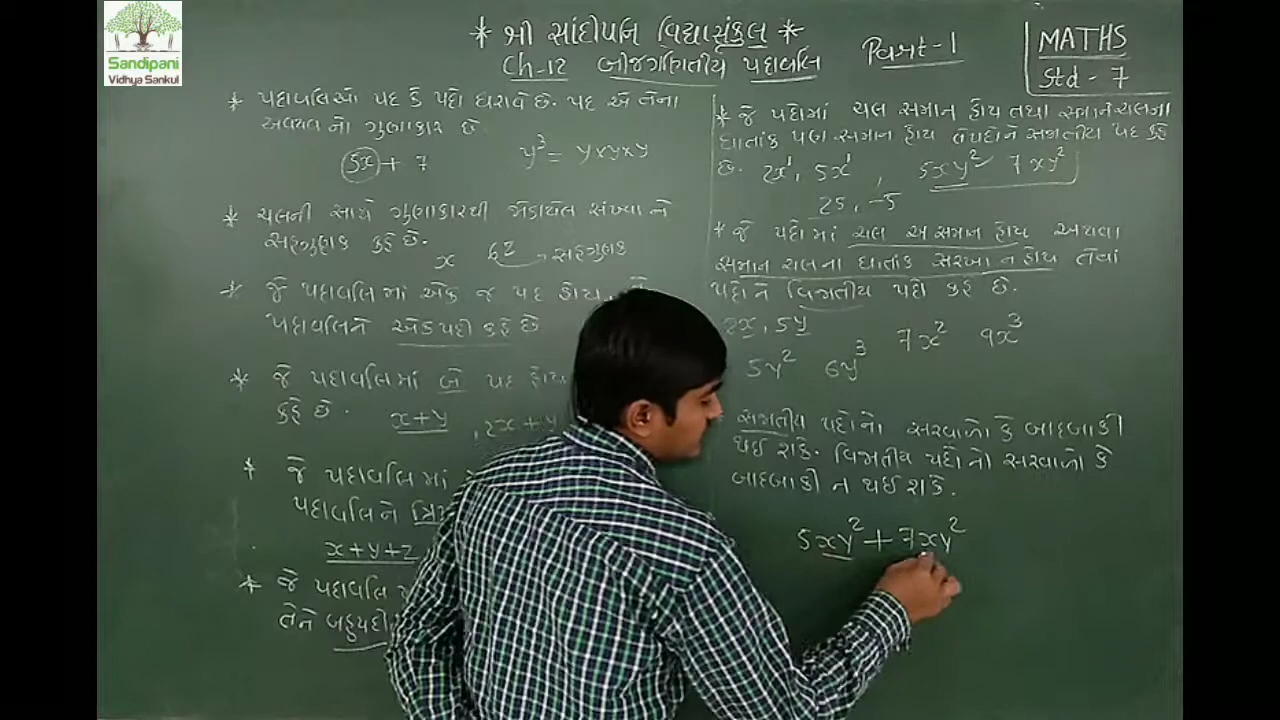 Sandipani
Vidhya Sankul
* શ્રી સાંદીપનિ વિદ્યાસંકુલ *
Ch-12 બીજગણિતીય પદાવલિ
Part-1
MATHS
Std - 7
* પદાવલિઓ પદ કે પદો ધરાવે છે. પદ એ તેના
અવયવનો ગુણાકાર છે.
5x + 7
y³ = y×y×y
* ચલની સાથે ગુણાકારથી જોડાયેલ સંખ્યાને
સહગુણક કહે છે.
x 6z → સહગુણક
* જે પદાવલિમાં એક જ પદ હોય,
પદાવલિને એકપદી કહે છે
* જે પદાવલિમાં બે પદ હોય
કહે છે. x+y , 2x+y
* જે પદાવલિમાં
પદાવલિને
x+y+z
* જે પદાવલિ
તેને બહુપદી
* જે પદોમાં ચલ સમાન હોય તથા સમાન ચલના
ઘાતાંક પણ સમાન હોય તે પદોને સજાતીય પદ કહે
છે. 2x¹, 5x¹ , 5xy² 7xy²
25, -5
* જે પદોમાં ચલ અસમાન હોય અથવા
સમાન ચલના ઘાતાંક સરખા ન હોય તેવાં
પદોને વિજાતીય પદો કહે છે.
2x, 5y 7x² 9x³
5y² 6y³
સજાતીય પદોનો સરવાળો કે બાદબાકી
થઈ શકે. વિજાતીય પદોનો સરવાળો કે
બાદબાકી ન થઈ શકે.
5xy² + 7xy²